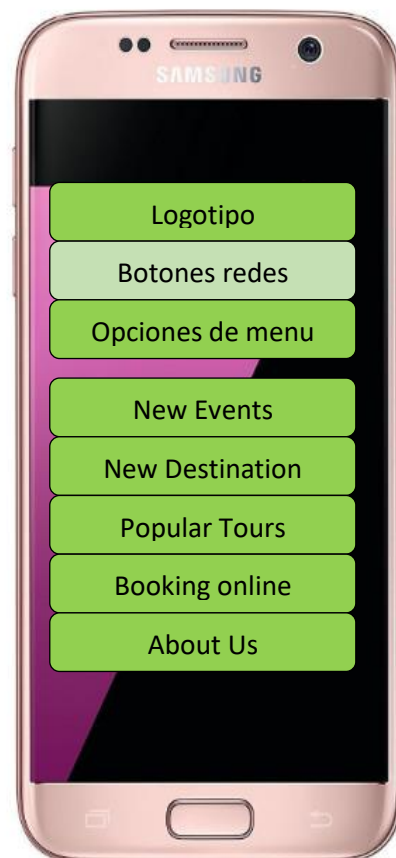 SAMSUNG
Logotipo
Botones redes
Opciones de menu
New Events
New Destination
Popular Tours
Booking online
About Us